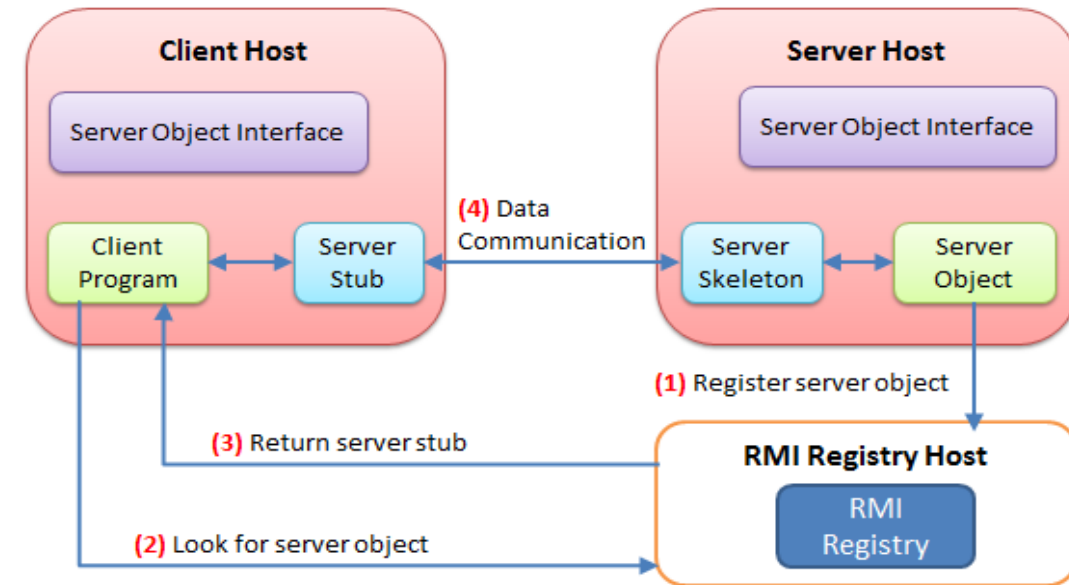 Client Host
Server Object Interface
Client
Program
Server
Stub
(4) Data
Communication
Server Host
Server Object Interface
Server
Skeleton
Server
Object
(1) Register server object
(3) Return server stub
(2) Look for server object
RMI Registry Host
RMI
Registry